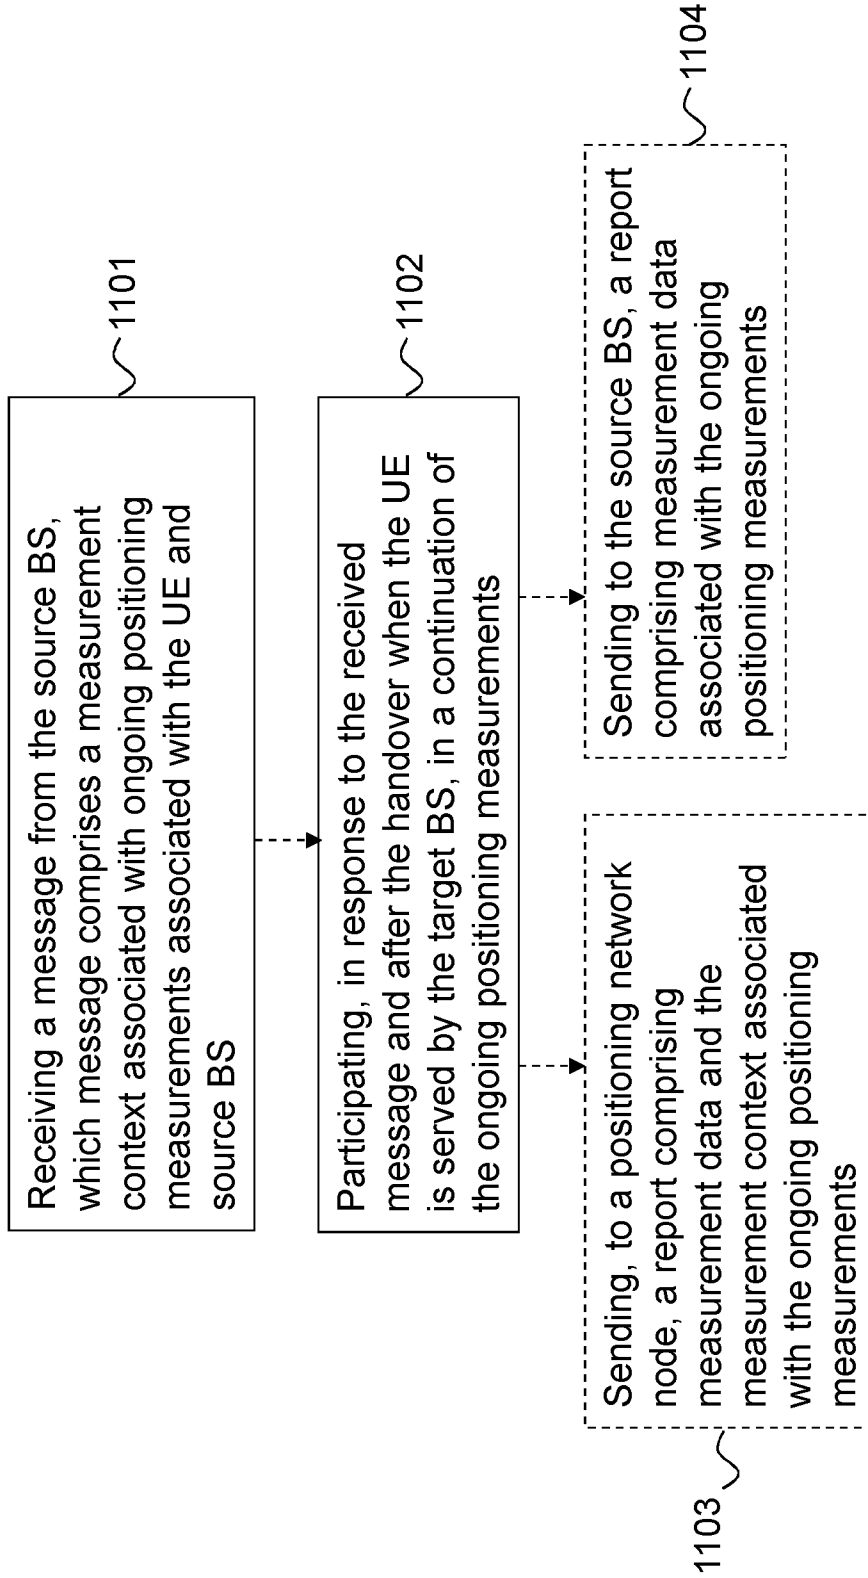 Receiving a message from the source BS,
which message comprises a measurement
context associated with ongoing positioning
measurements associated with the UE and
source BS
1101
Participating, in response to the received
message and after the handover when the UE
is served by the target BS, in a continuation of
the ongoing positioning measurements
1102
Sending, to a positioning network
node, a report comprising
measurement data and the
measurement context associated
with the ongoing positioning
measurements
1103
Sending to the source BS, a report
comprising measurement data
associated with the ongoing
positioning measurements
1104